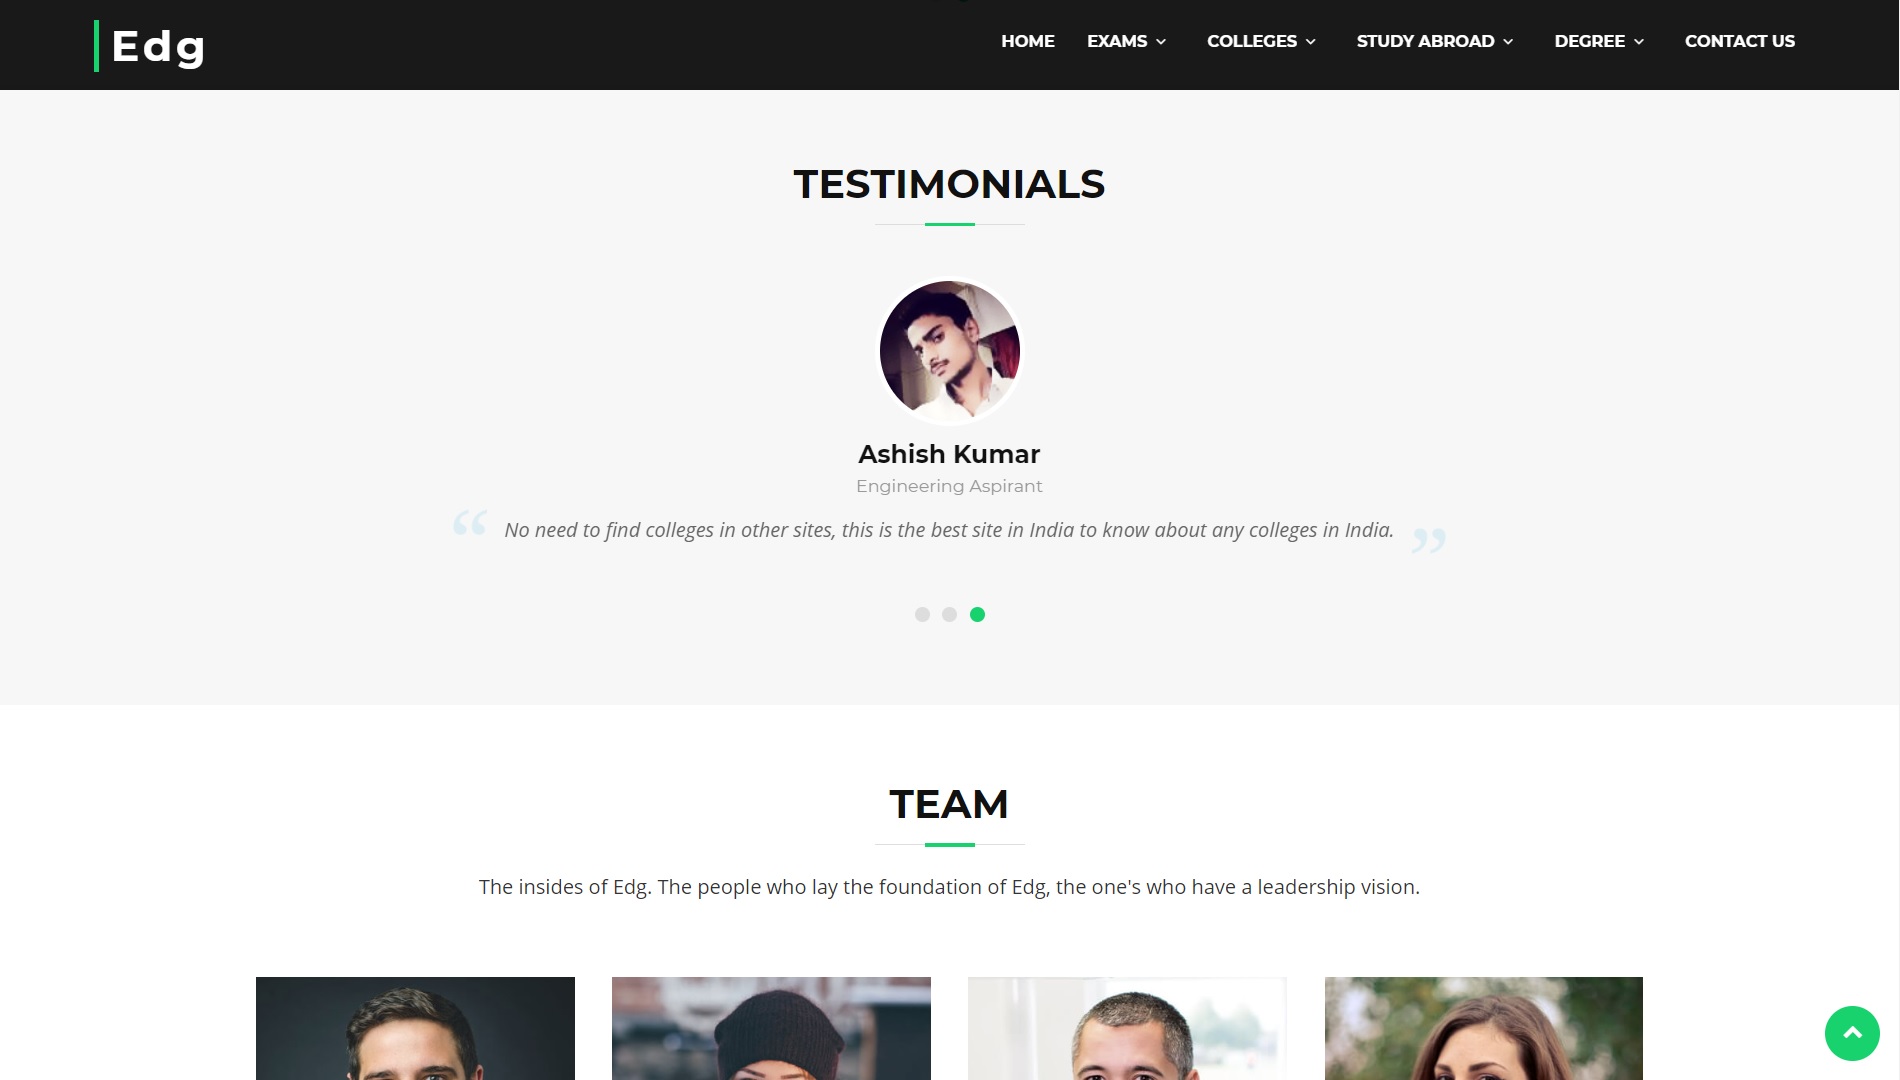 Edg
HOME
EXAMS
COLLEGES
STUDY ABROAD
DEGREE
CONTACT US
TESTIMONIALS
Ashish Kumar
Engineering Aspirant
“ No need to find colleges in other sites, this is the best site in India to know about any colleges in India. ”
TEAM
The insides of Edg. The people who lay the foundation of Edg, the one's who have a leadership vision.